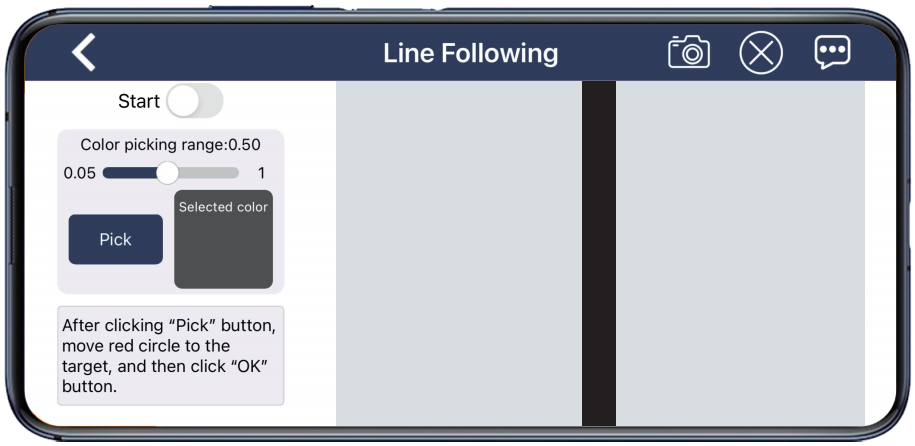 Line Following
Start
Color picking range:0.50
0.05 1
Selected color
Pick
After clicking “Pick” button,
move red circle to the
target, and then click “OK”
button.